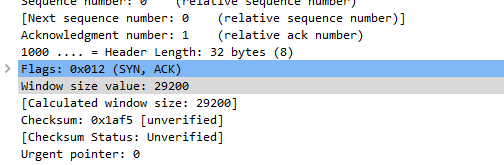 Sequence number: 0    (relative sequence number)
[Next sequence number: 0    (relative sequence number)]
Acknowledgment number: 1    (relative ack number)
1000 .... = Header Length: 32 bytes (8)
Flags: 0x012 (SYN, ACK)
Window size value: 29200
[Calculated window size: 29200]
Checksum: 0x1af5 [unverified]
[Checksum Status: Unverified]
Urgent pointer: 0